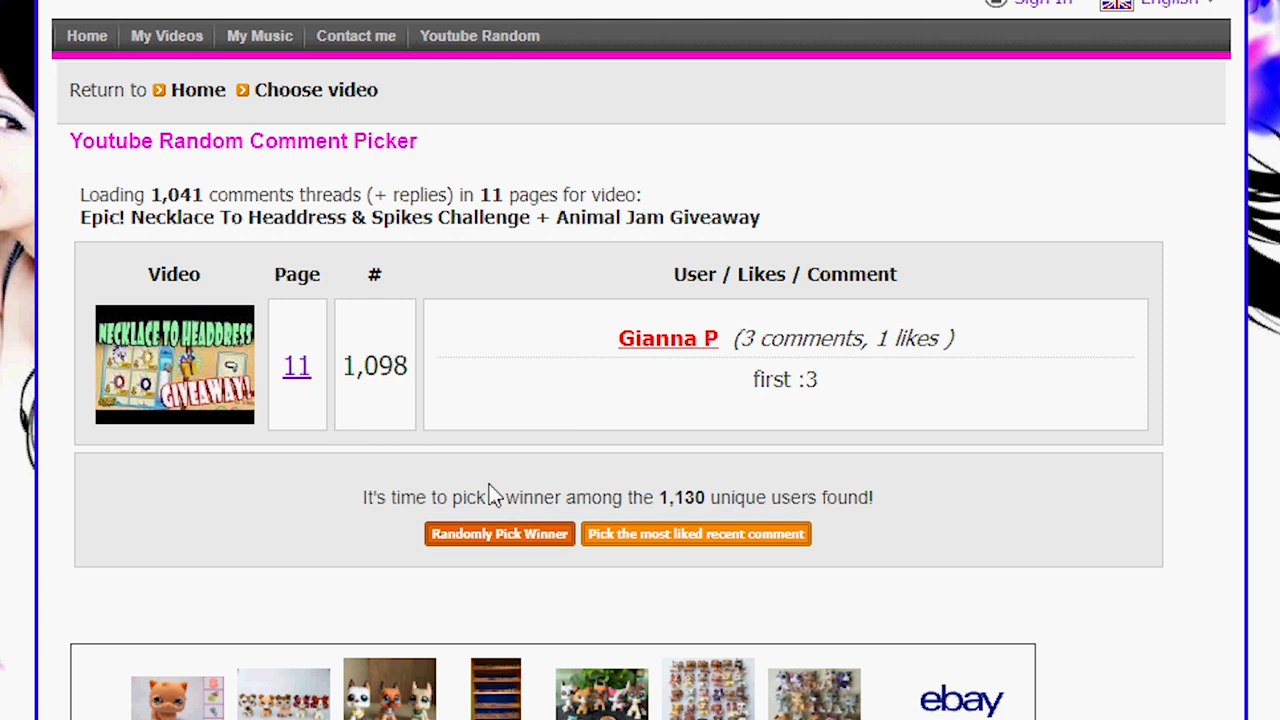 Sign In English
Home My Videos My Music Contact me Youtube Random
Return to Home Choose video
Youtube Random Comment Picker
Loading 1,041 comments threads (+ replies) in 11 pages for video:
Epic! Necklace To Headdress & Spikes Challenge + Animal Jam Giveaway
Video Page # User / Likes / Comment
NECKLACE TO HEADDRESS
GIVEAWAY!
11 1,098 Gianna P (3 comments, 1 likes )
first :3
It's time to pick winner among the 1,130 unique users found!
Randomly Pick Winner Pick the most liked recent comment
ebay